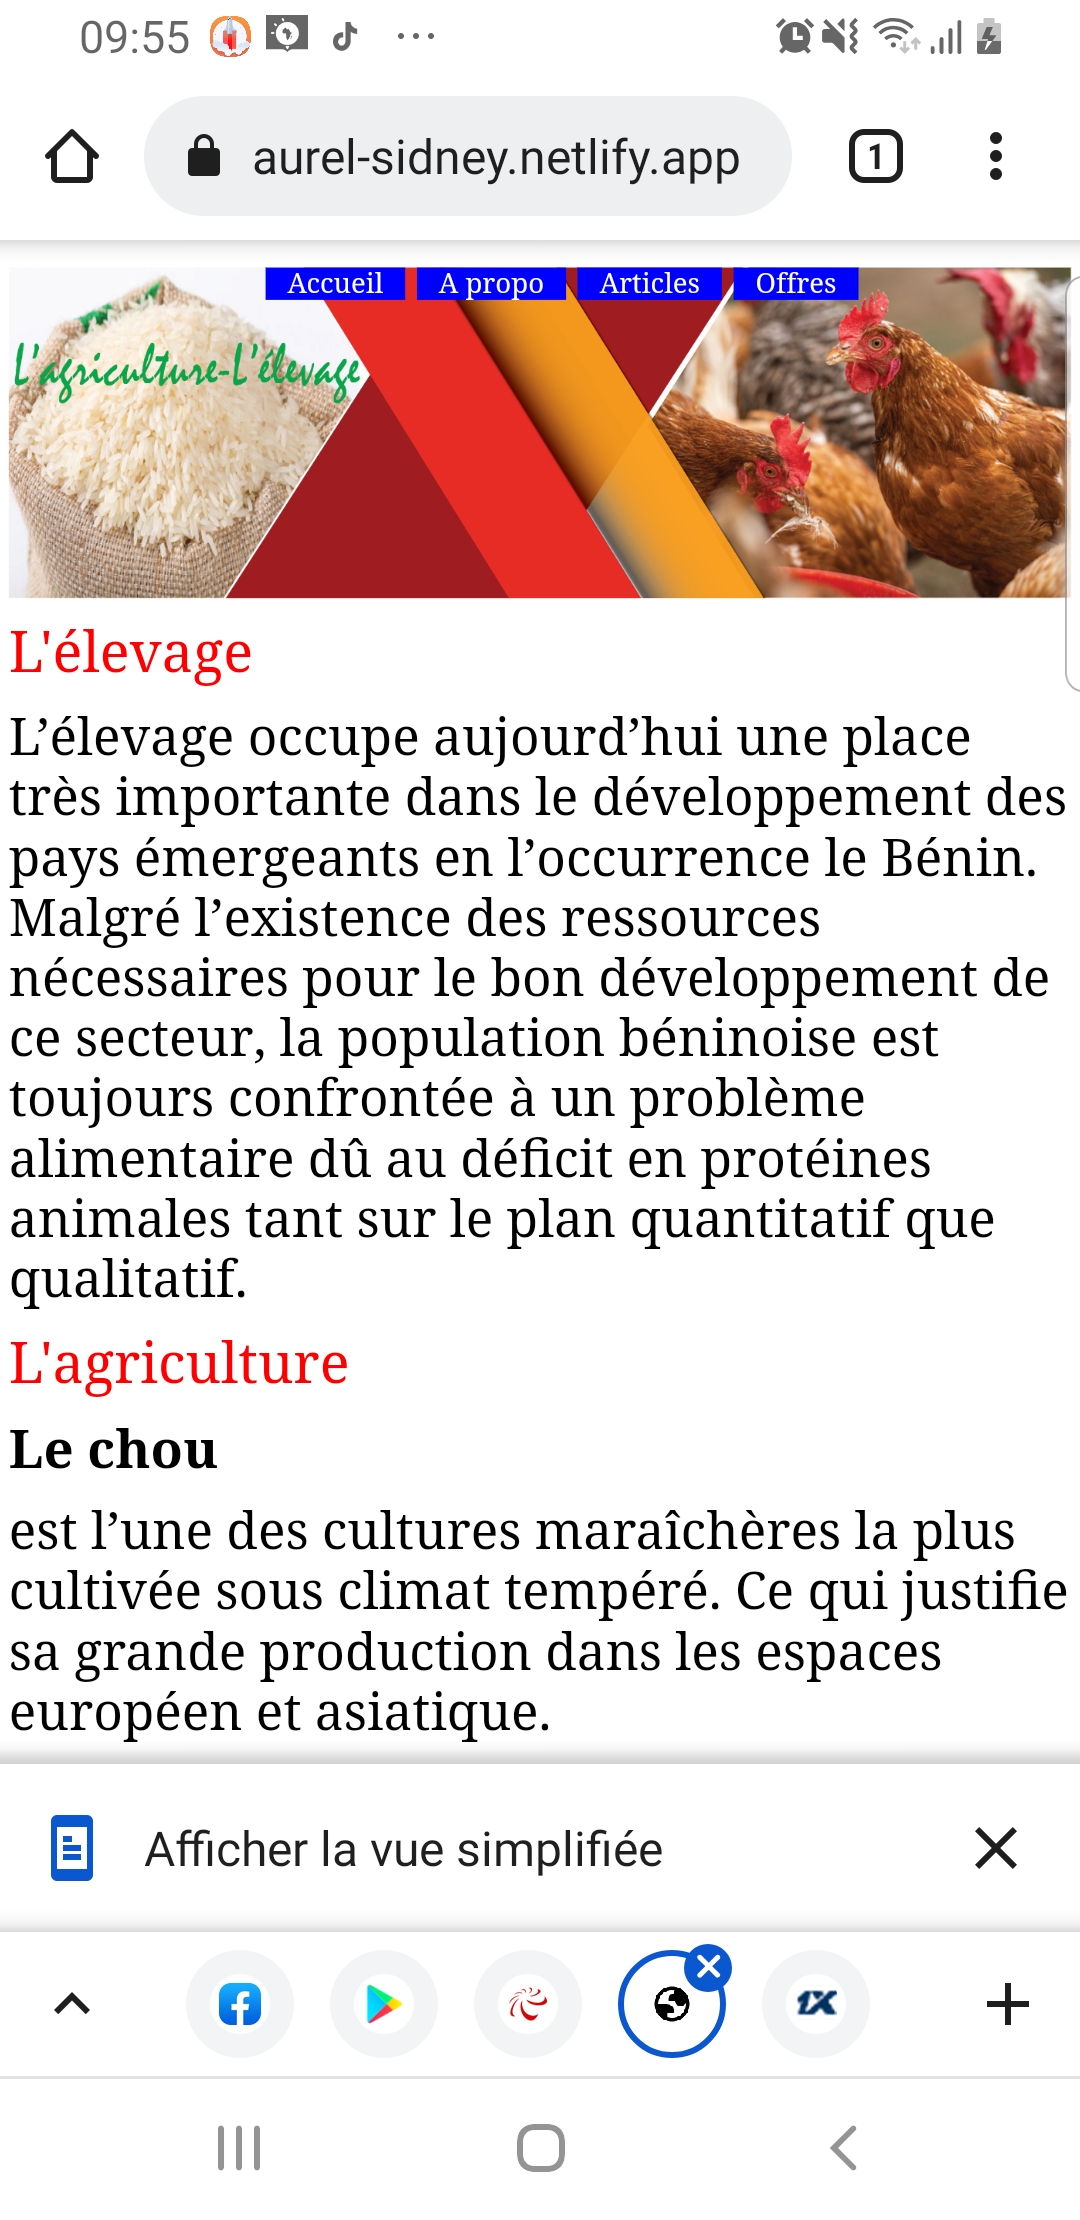 09:55
aurel-sidney.netlify.app
1
Accueil
A propo
Articles
Offres
L'agriculture-L'élevage
L'élevage
L’élevage occupe aujourd’hui une place
très importante dans le développement des
pays émergeants en l’occurrence le Bénin.
Malgré l’existence des ressources
nécessaires pour le bon développement de
ce secteur, la population béninoise est
toujours confrontée à un problème
alimentaire dû au déficit en protéines
animales tant sur le plan quantitatif que
qualitatif.
L'agriculture
Le chou
est l’une des cultures maraîchères la plus
cultivée sous climat tempéré. Ce qui justifie
sa grande production dans les espaces
européen et asiatique.
Afficher la vue simplifiée
1X